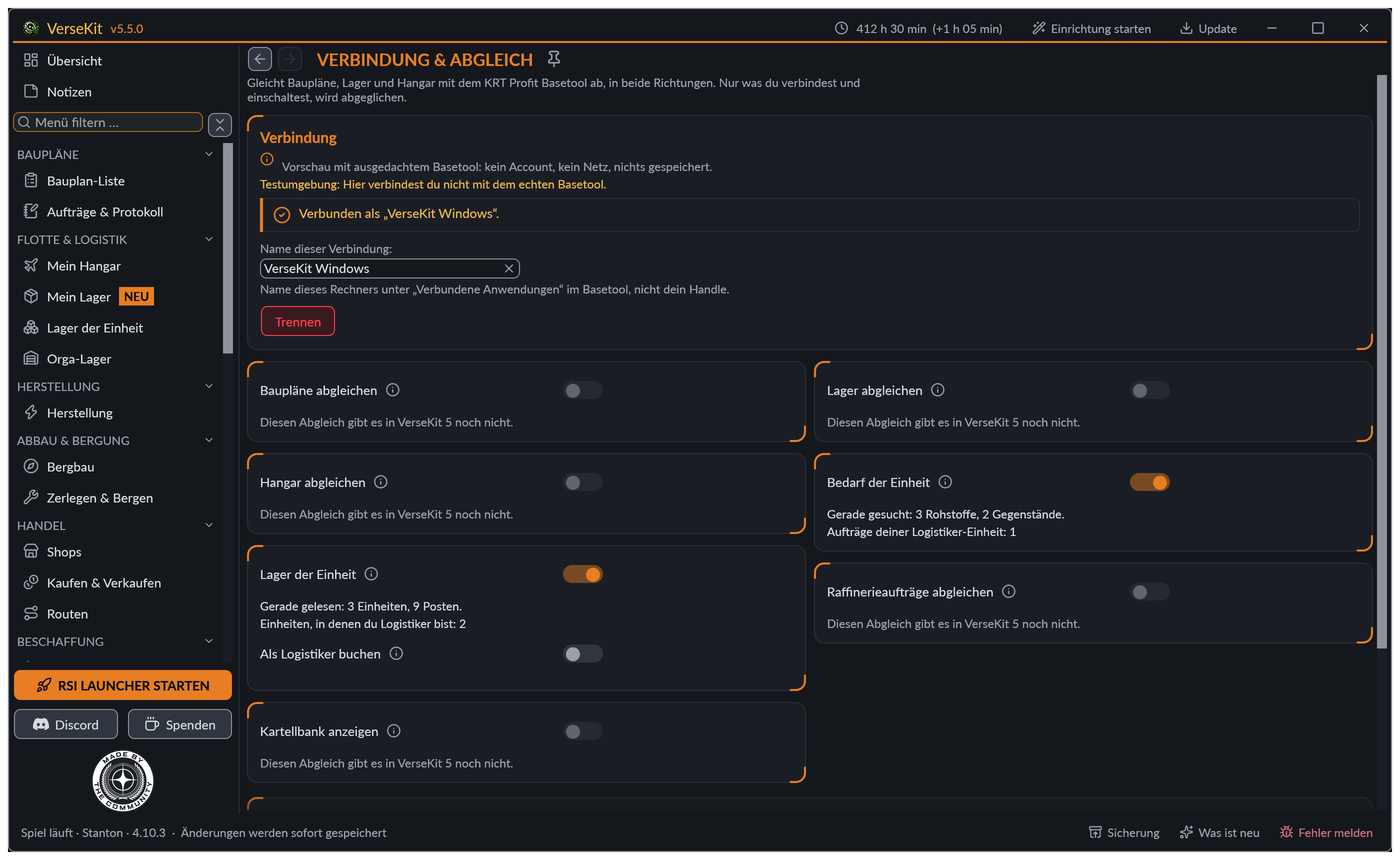 VerseKit v5.5.0
412 h 30 min (+1 h 05 min)
Einrichtung starten
Update
Übersicht
Notizen
Menü filtern ...
BAUPLÄNE
Bauplan-Liste
Aufträge & Protokoll
FLOTTE & LOGISTIK
Mein Hangar
Mein Lager NEU
Lager der Einheit
Orga-Lager
HERSTELLUNG
Herstellung
ABBAU & BERGUNG
Bergbau
Zerlegen & Bergen
HANDEL
Shops
Kaufen & Verkaufen
Routen
BESCHAFFUNG
RSI LAUNCHER STARTEN
Discord
Spenden
MADE BY
THE COMMUNITY
VERBINDUNG & ABGLEICH
Gleicht Baupläne, Lager und Hangar mit dem KRT Profit Basetool ab, in beide Richtungen. Nur was du verbindest und
einschaltest, wird abgeglichen.
Verbindung
Vorschau mit ausgedachtem Basetool: kein Account, kein Netz, nichts gespeichert.
Testumgebung: Hier verbindest du nicht mit dem echten Basetool.
Verbunden als „VerseKit Windows“.
Name dieser Verbindung:
VerseKit Windows
Name dieses Rechners unter „Verbundene Anwendungen“ im Basetool, nicht dein Handle.
Trennen
Baupläne abgleichen
Diesen Abgleich gibt es in VerseKit 5 noch nicht.
Lager abgleichen
Diesen Abgleich gibt es in VerseKit 5 noch nicht.
Hangar abgleichen
Diesen Abgleich gibt es in VerseKit 5 noch nicht.
Bedarf der Einheit
Gerade gesucht: 3 Rohstoffe, 2 Gegenstände.
Aufträge deiner Logistiker-Einheit: 1
Lager der Einheit
Gerade gelesen: 3 Einheiten, 9 Posten.
Einheiten, in denen du Logistiker bist: 2
Als Logistiker buchen
Raffinerieaufträge abgleichen
Diesen Abgleich gibt es in VerseKit 5 noch nicht.
Kartellbank anzeigen
Diesen Abgleich gibt es in VerseKit 5 noch nicht.
Spiel läuft · Stanton · 4.10.3 · Änderungen werden sofort gespeichert
Sicherung
Was ist neu
Fehler melden